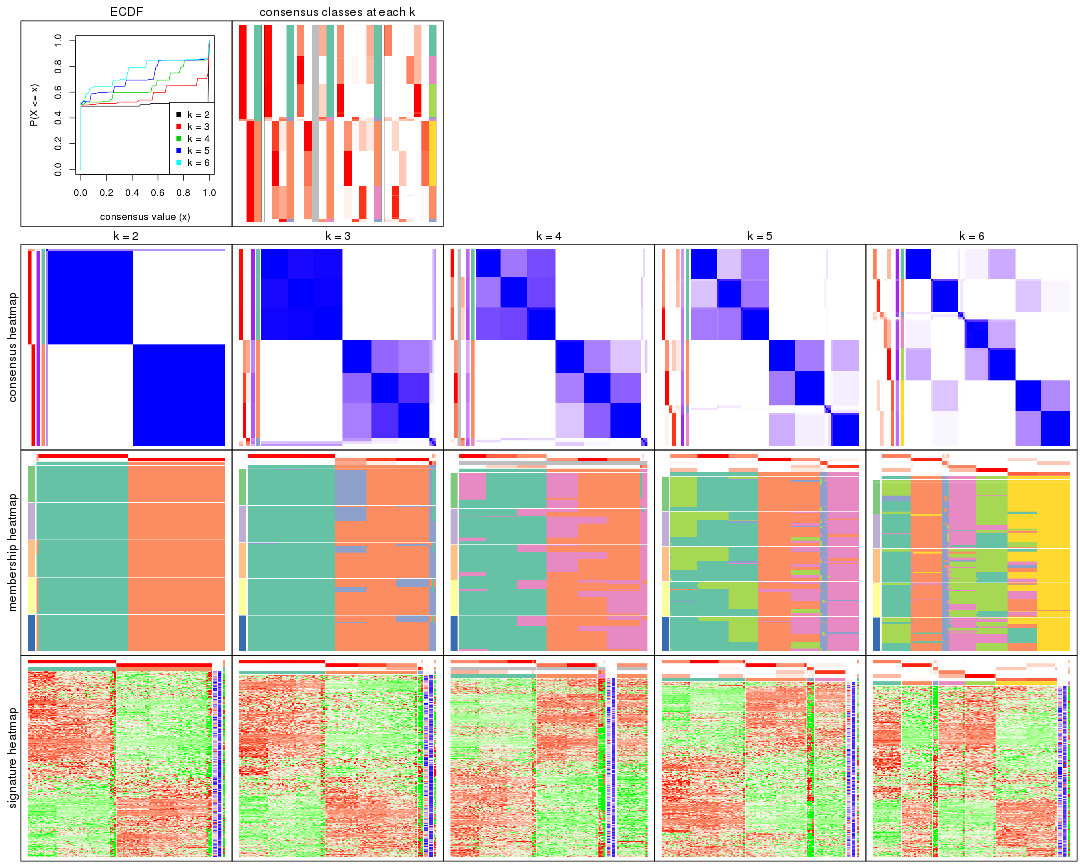 ECDF
consensus classes at each k
P(X <= x)
0.0 0.2 0.4 0.6 0.8 1.0
k = 2
k = 3
k = 4
k = 5
k = 6
0.0 0.2 0.4 0.6 0.8 1.0
consensus value (x)
k = 2
k = 3
k = 4
k = 5
k = 6
consensus heatmap
membership heatmap
signature heatmap